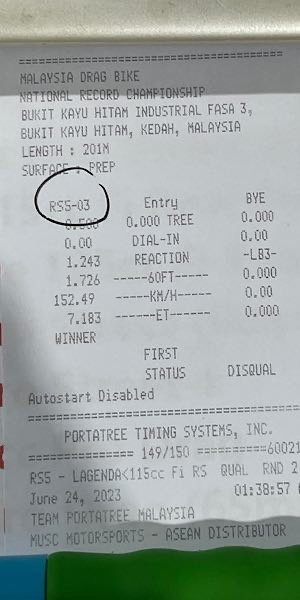 ==================================
MALAYSIA DRAG BIKE
NATIONAL RECORD CHAMPIONSHIP
BUKIT KAYU HITAM INDUSTRIAL FASA 3,
BUKIT KAYU HITAM, KEDAH, MALAYSIA
LENGTH : 201M
SURFACE : PREP
RS5-03 Entry BYE
0.500 0.000 TREE 0.000
0.00 DIAL-IN 0.00
1.243 REACTION -LB3-
1.726 -----60FT----- 0.000
152.49 -----KM/H----- 0.00
7.183 ------ET------ 0.000
WINNER
FIRST
STATUS DISQUAL
Autostart Disabled
==================================
PORTATREE TIMING SYSTEMS, INC.
=============== 149/150 ==========60021
RS5 - LAGENDA<115cc Fi RS QUAL RND 2
June 24, 2023 01:38:57
TEAM PORTATREE MALAYSIA
MUSC MOTORSPORTS - ASEAN DISTRIBUTOR